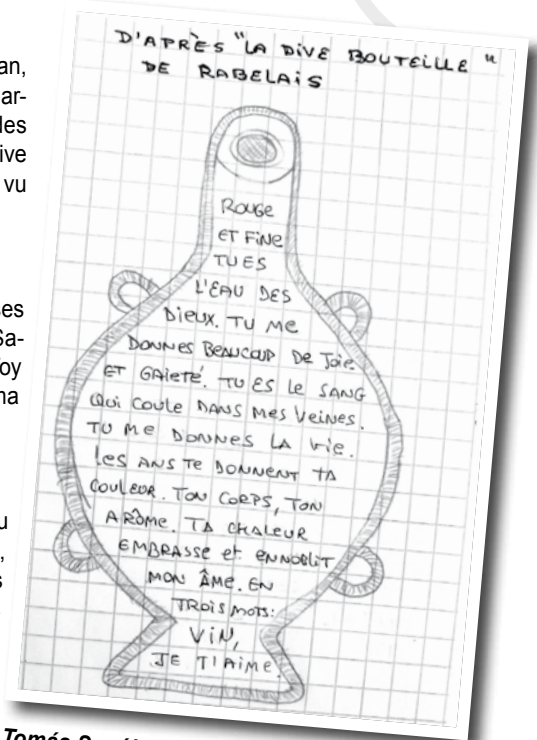 D'APRÈS "LA DIVE BOUTEILLE"
DE RABELAIS
ROUGE
ET FINE
TU ES
L'EAU DES
DIEUX. TU ME
DONNES BEAUCOUP DE JOIE
ET GAIETÉ. TU ES LE SANG
QUI COULE DANS MES VEINES.
TU ME DONNES LA VIE.
LES ANS TE DONNENT TA
COULEUR. TON CORPS, TON
ARÔME. TA CHALEUR
EMBRASSE et ENNOBLIT
MON ÂME. EN
TROIS MOTS:
VIN,
JE T'AIME.
an,
ar-
des
ive
vu
ses
Sa-
oy
ma
u
,
s
Tomás